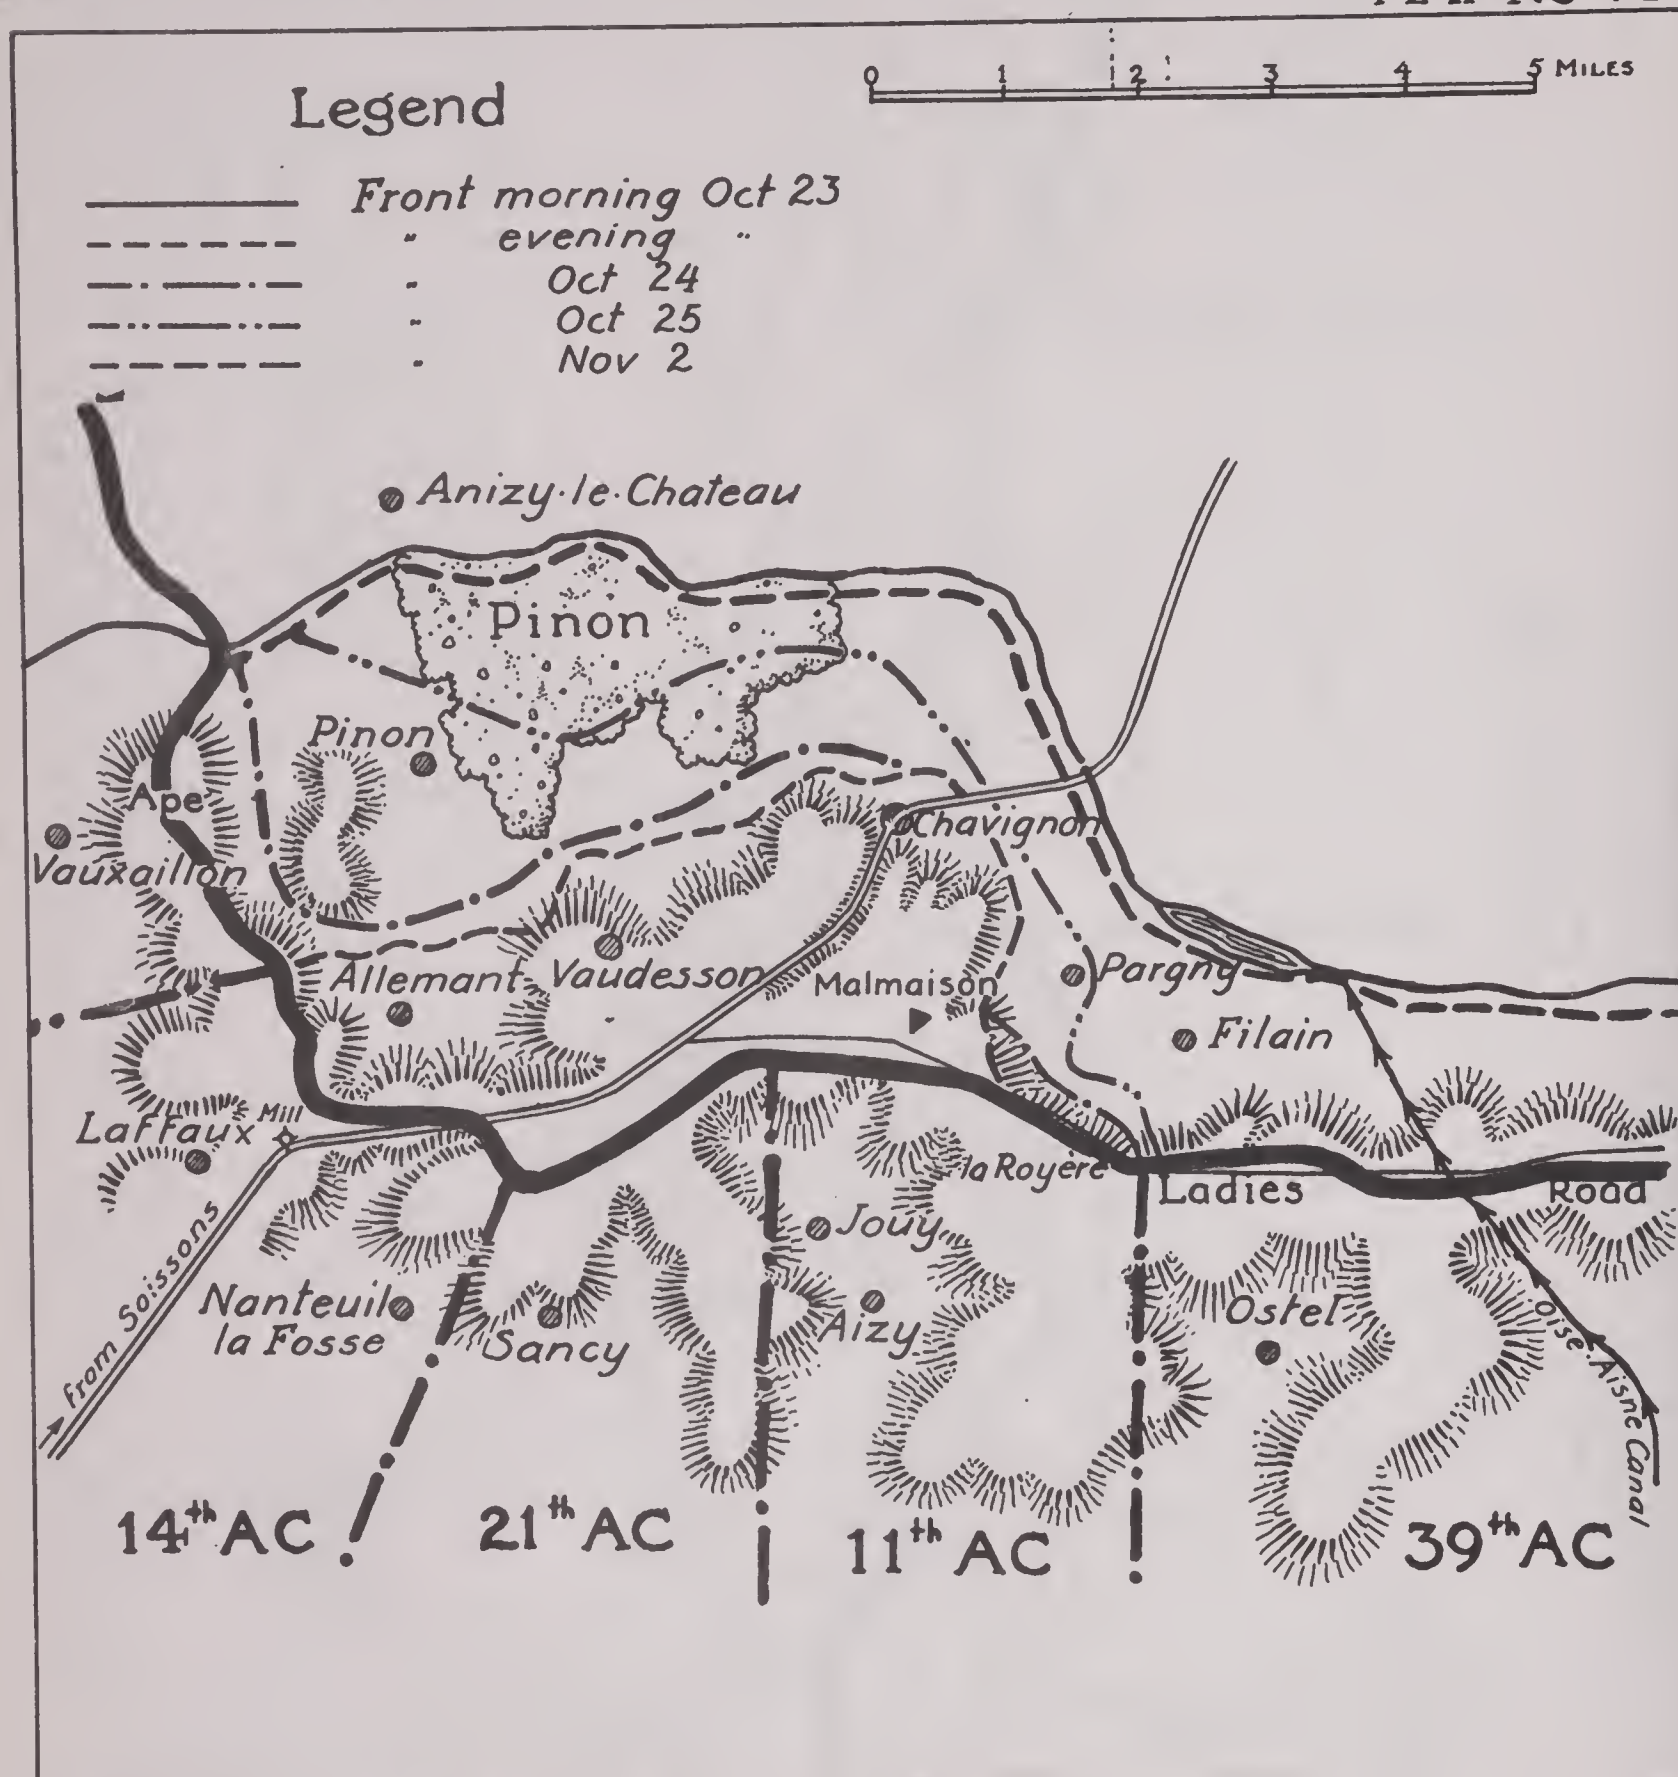 0 1 2 3 4 5 MILES
Legend
Front morning Oct 23
" evening "
" Oct 24
" Oct 25
" Nov 2
Anizy·le·Chateau
Pinon
Pinon
Ape
Chavignon
Vauxaillon
Allemant
Vaudesson
Malmaison
Pargny
Filain
Mill
Laffaux
la Royere
Ladies Road
From Soissons
Jouy
Nanteuil
la Fosse
Sancy
Aizy
Ostel
Oise·Aisne Canal
14th AC
21th AC
11th AC
39th AC